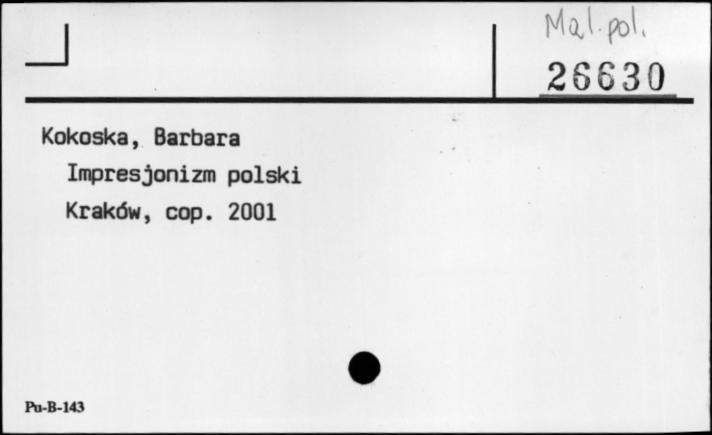 Mal. pol.
26630
Kokoska, Barbara
Impresjonizm polski
Kraków, cop. 2001
Pu-B-143